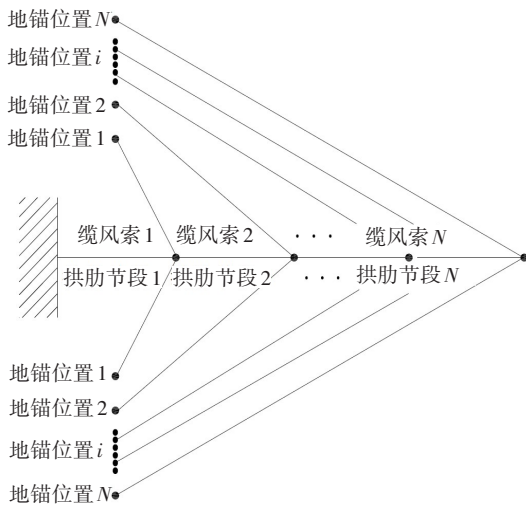 地锚位置N
地锚位置i
地锚位置2
地锚位置1
缆风索1 缆风索2 ··· 缆风索N
拱肋节段1 拱肋节段2 ··· 拱肋节段N
地锚位置1
地锚位置2
地锚位置i
地锚位置N